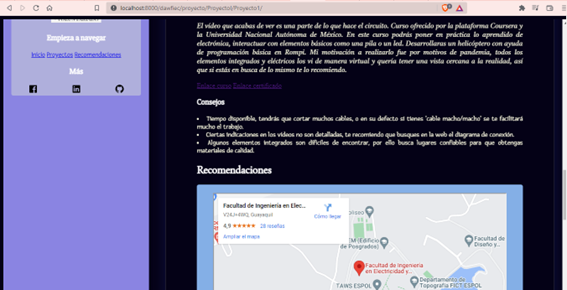 localhost:8000/dawfiec/proyecto/Proyectol/Proyecto1/
El video que acabas de ver es una parte de lo que hace el circuito. Curso ofrecido por la plataforma Coursera y
la Universidad Nacional Autónoma de México. En este curso podrás poner en práctica lo aprendido de
electrónica, interactuar con elementos básicos como una pila o un led. Desarrollaras un helicóptero con ayuda
de programación básica en Rompi. Mi motivación a realizarlo fue por motivos de pandemia, todos los
elementos integrados y eléctricos los vi de manera virtual y quería tener una vista cercana a la realidad, así
que si estás en busca de lo mismo te lo recomiendo.
Enlace curso Enlace certificado
Consejos
• Tiempo disponible, tendrás que cortar muchos cables, o en su defecto si tienes 'cable macho/macho' se te facilitará
mucho el trabajo.
• Ciertas indicaciones en los videos no son detalladas, te recomiendo que busques en la web el diagrama de conexión.
• Algunos elementos integrados son difíciles de encontrar, por ello busca lugares confiables para que obtengas
materiales de calidad.
Recomendaciones
Empieza a navegar
Inicio Proyectos Recomendaciones
Más
Facultad de Ingeniería en Elec...
V24J+4WG, Guayaquil
4,9 ★★★★★ 28 reseñas
Ampliar el mapa
Cómo llegar
(Edificio
de Posgrados)
Facultad de
Diseño y...
Facultad de Ingeniería
en Electricidad y...
TAWS ESPOL
Departamento de
Topografía FICT ESPOL